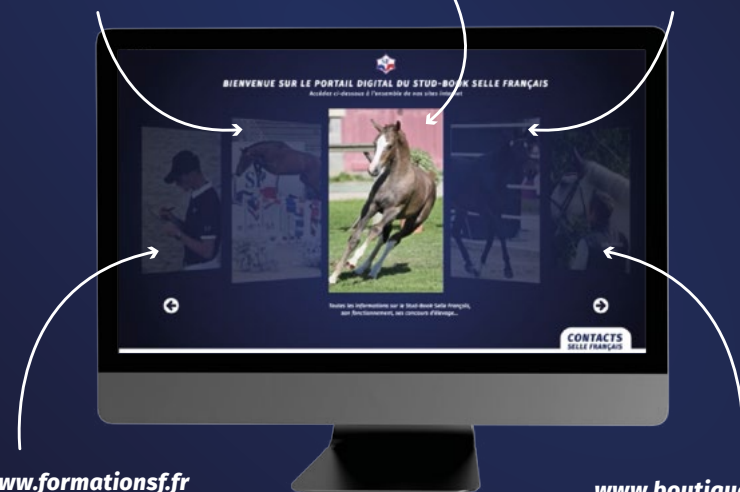 BIENVENUE SUR LE PORTAIL DIGITAL DU STUD-BOOK SELLE FRANÇAIS
Accédez ci-dessous à l'ensemble de nos sites internet
Toutes les informations sur le Stud-Book Selle Français,
son fonctionnement, ses concours d'élevage...
CONTACTS
SELLE FRANÇAIS
ww.formationsf.fr
www.boutique